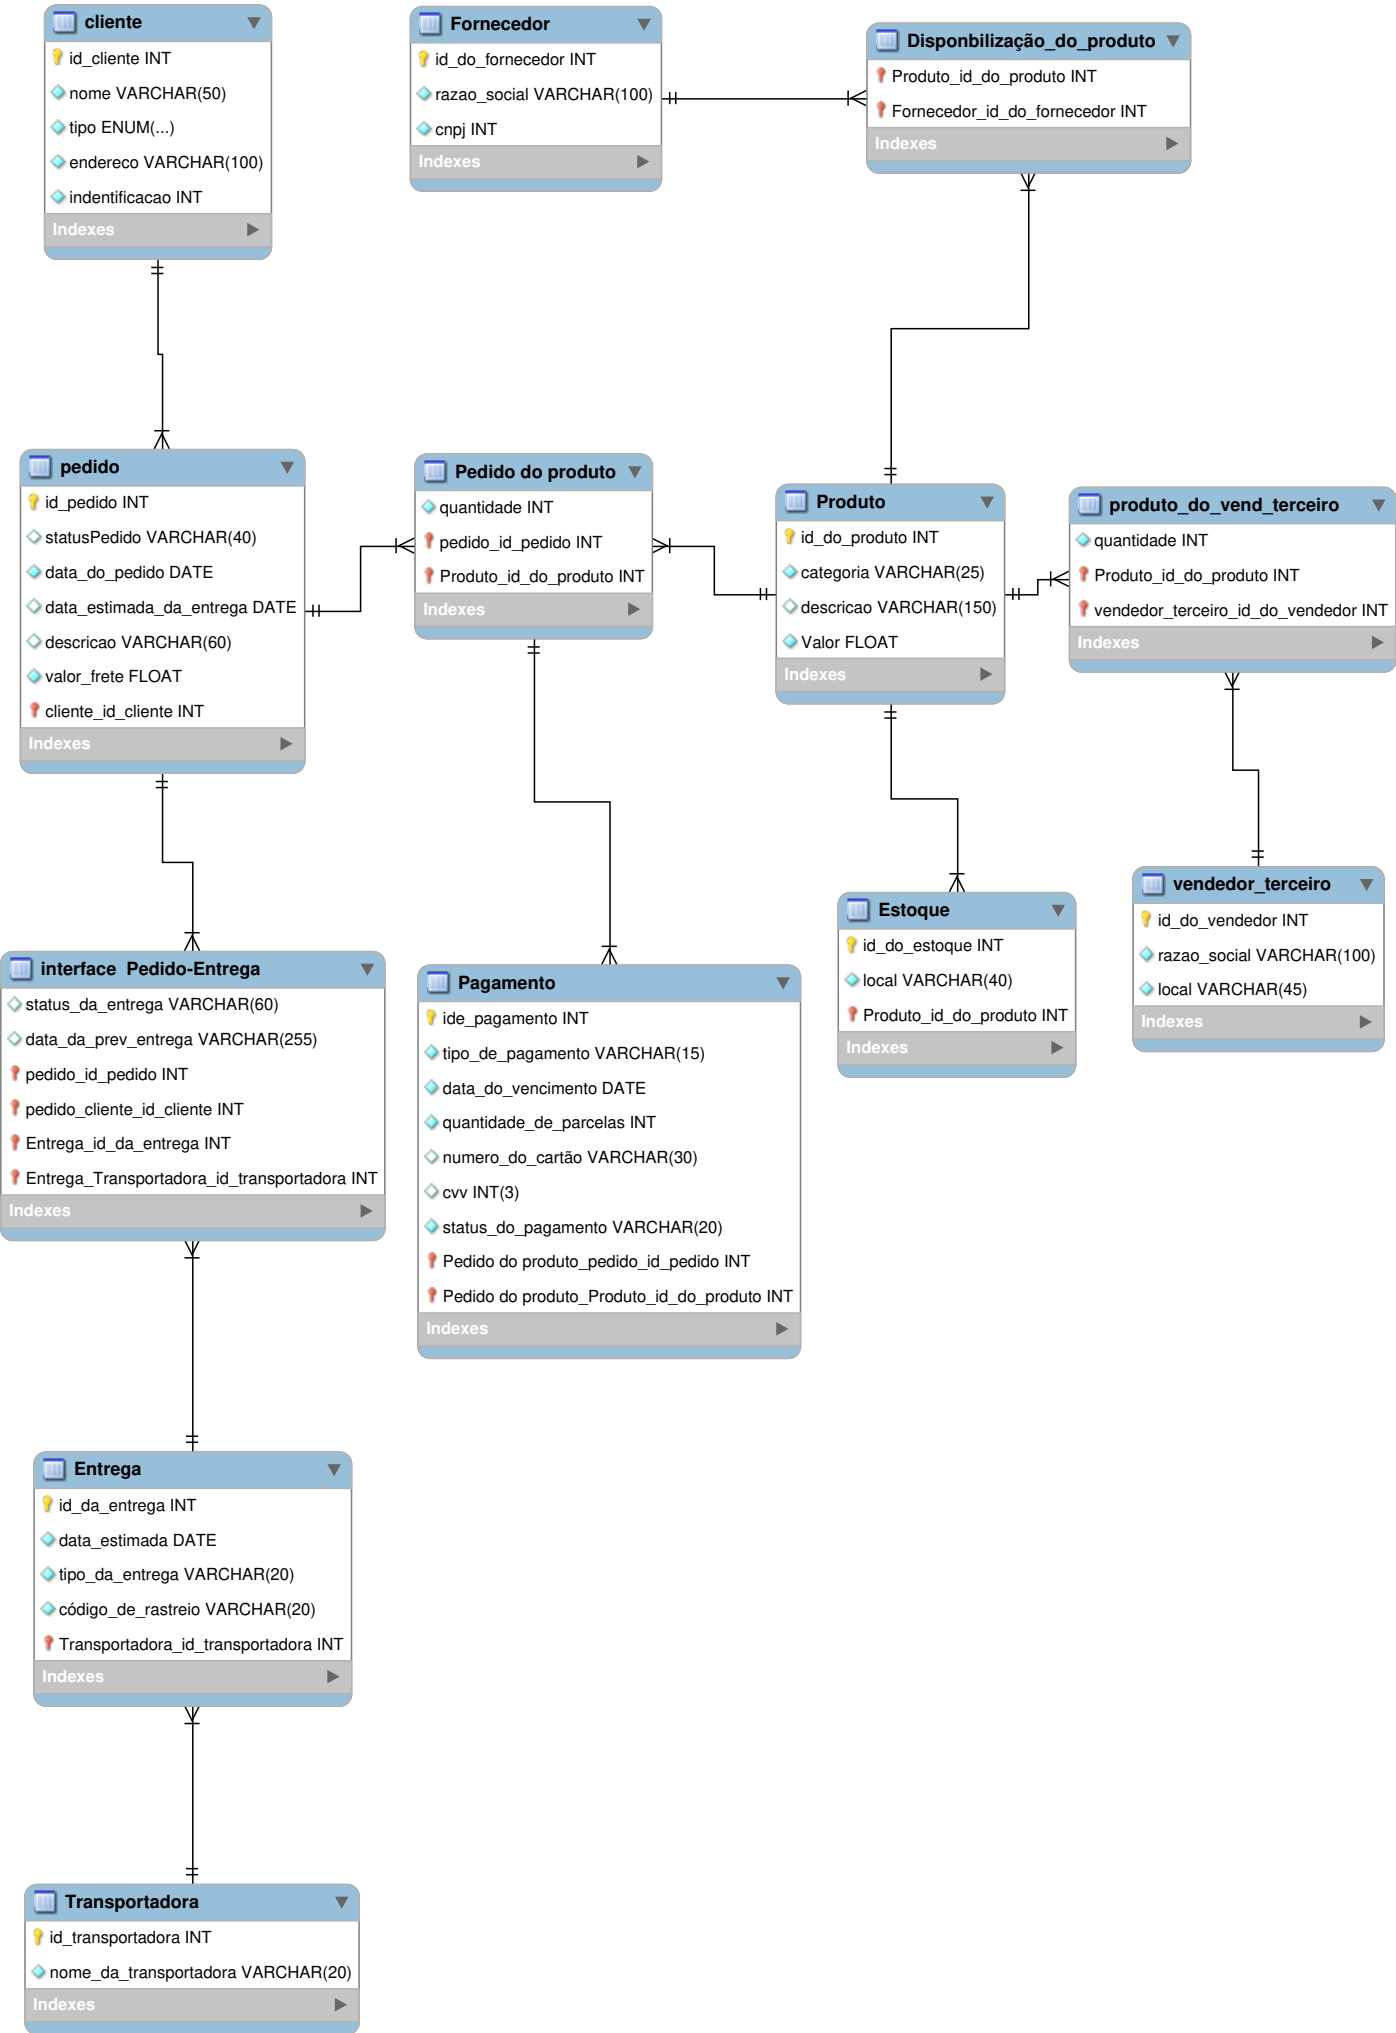 cliente
id_cliente INT
nome VARCHAR(50)
tipo ENUM(...)
endereco VARCHAR(100)
indentificacao INT
Indexes
Fornecedor
id_do_fornecedor INT
razao_social VARCHAR(100)
cnpj INT
Indexes
Disponbilização_do_produto
Produto_id_do_produto INT
Fornecedor_id_do_fornecedor INT
Indexes
pedido
id_pedido INT
statusPedido VARCHAR(40)
data_do_pedido DATE
data_estimada_da_entrega DATE
descricao VARCHAR(60)
valor_frete FLOAT
cliente_id_cliente INT
Indexes
Pedido do produto
quantidade INT
pedido_id_pedido INT
Produto_id_do_produto INT
Indexes
Produto
id_do_produto INT
categoria VARCHAR(25)
descricao VARCHAR(150)
Valor FLOAT
Indexes
produto_do_vend_terceiro
quantidade INT
Produto_id_do_produto INT
vendedor_terceiro_id_do_vendedor INT
Indexes
interface  Pedido-Entrega
status_da_entrega VARCHAR(60)
data_da_prev_entrega VARCHAR(255)
pedido_id_pedido INT
pedido_cliente_id_cliente INT
Entrega_id_da_entrega INT
Entrega_Transportadora_id_transportadora INT
Indexes
Pagamento
ide_pagamento INT
tipo_de_pagamento VARCHAR(15)
data_do_vencimento DATE
quantidade_de_parcelas INT
numero_do_cartão VARCHAR(30)
cvv INT(3)
status_do_pagamento VARCHAR(20)
Pedido do produto_pedido_id_pedido INT
Pedido do produto_Produto_id_do_produto INT
Indexes
Estoque
id_do_estoque INT
local VARCHAR(40)
Produto_id_do_produto INT
Indexes
vendedor_terceiro
id_do_vendedor INT
razao_social VARCHAR(100)
local VARCHAR(45)
Indexes
Entrega
id_da_entrega INT
data_estimada DATE
tipo_da_entrega VARCHAR(20)
código_de_rastreio VARCHAR(20)
Transportadora_id_transportadora INT
Indexes
Transportadora
id_transportadora INT
nome_da_transportadora VARCHAR(20)
Indexes